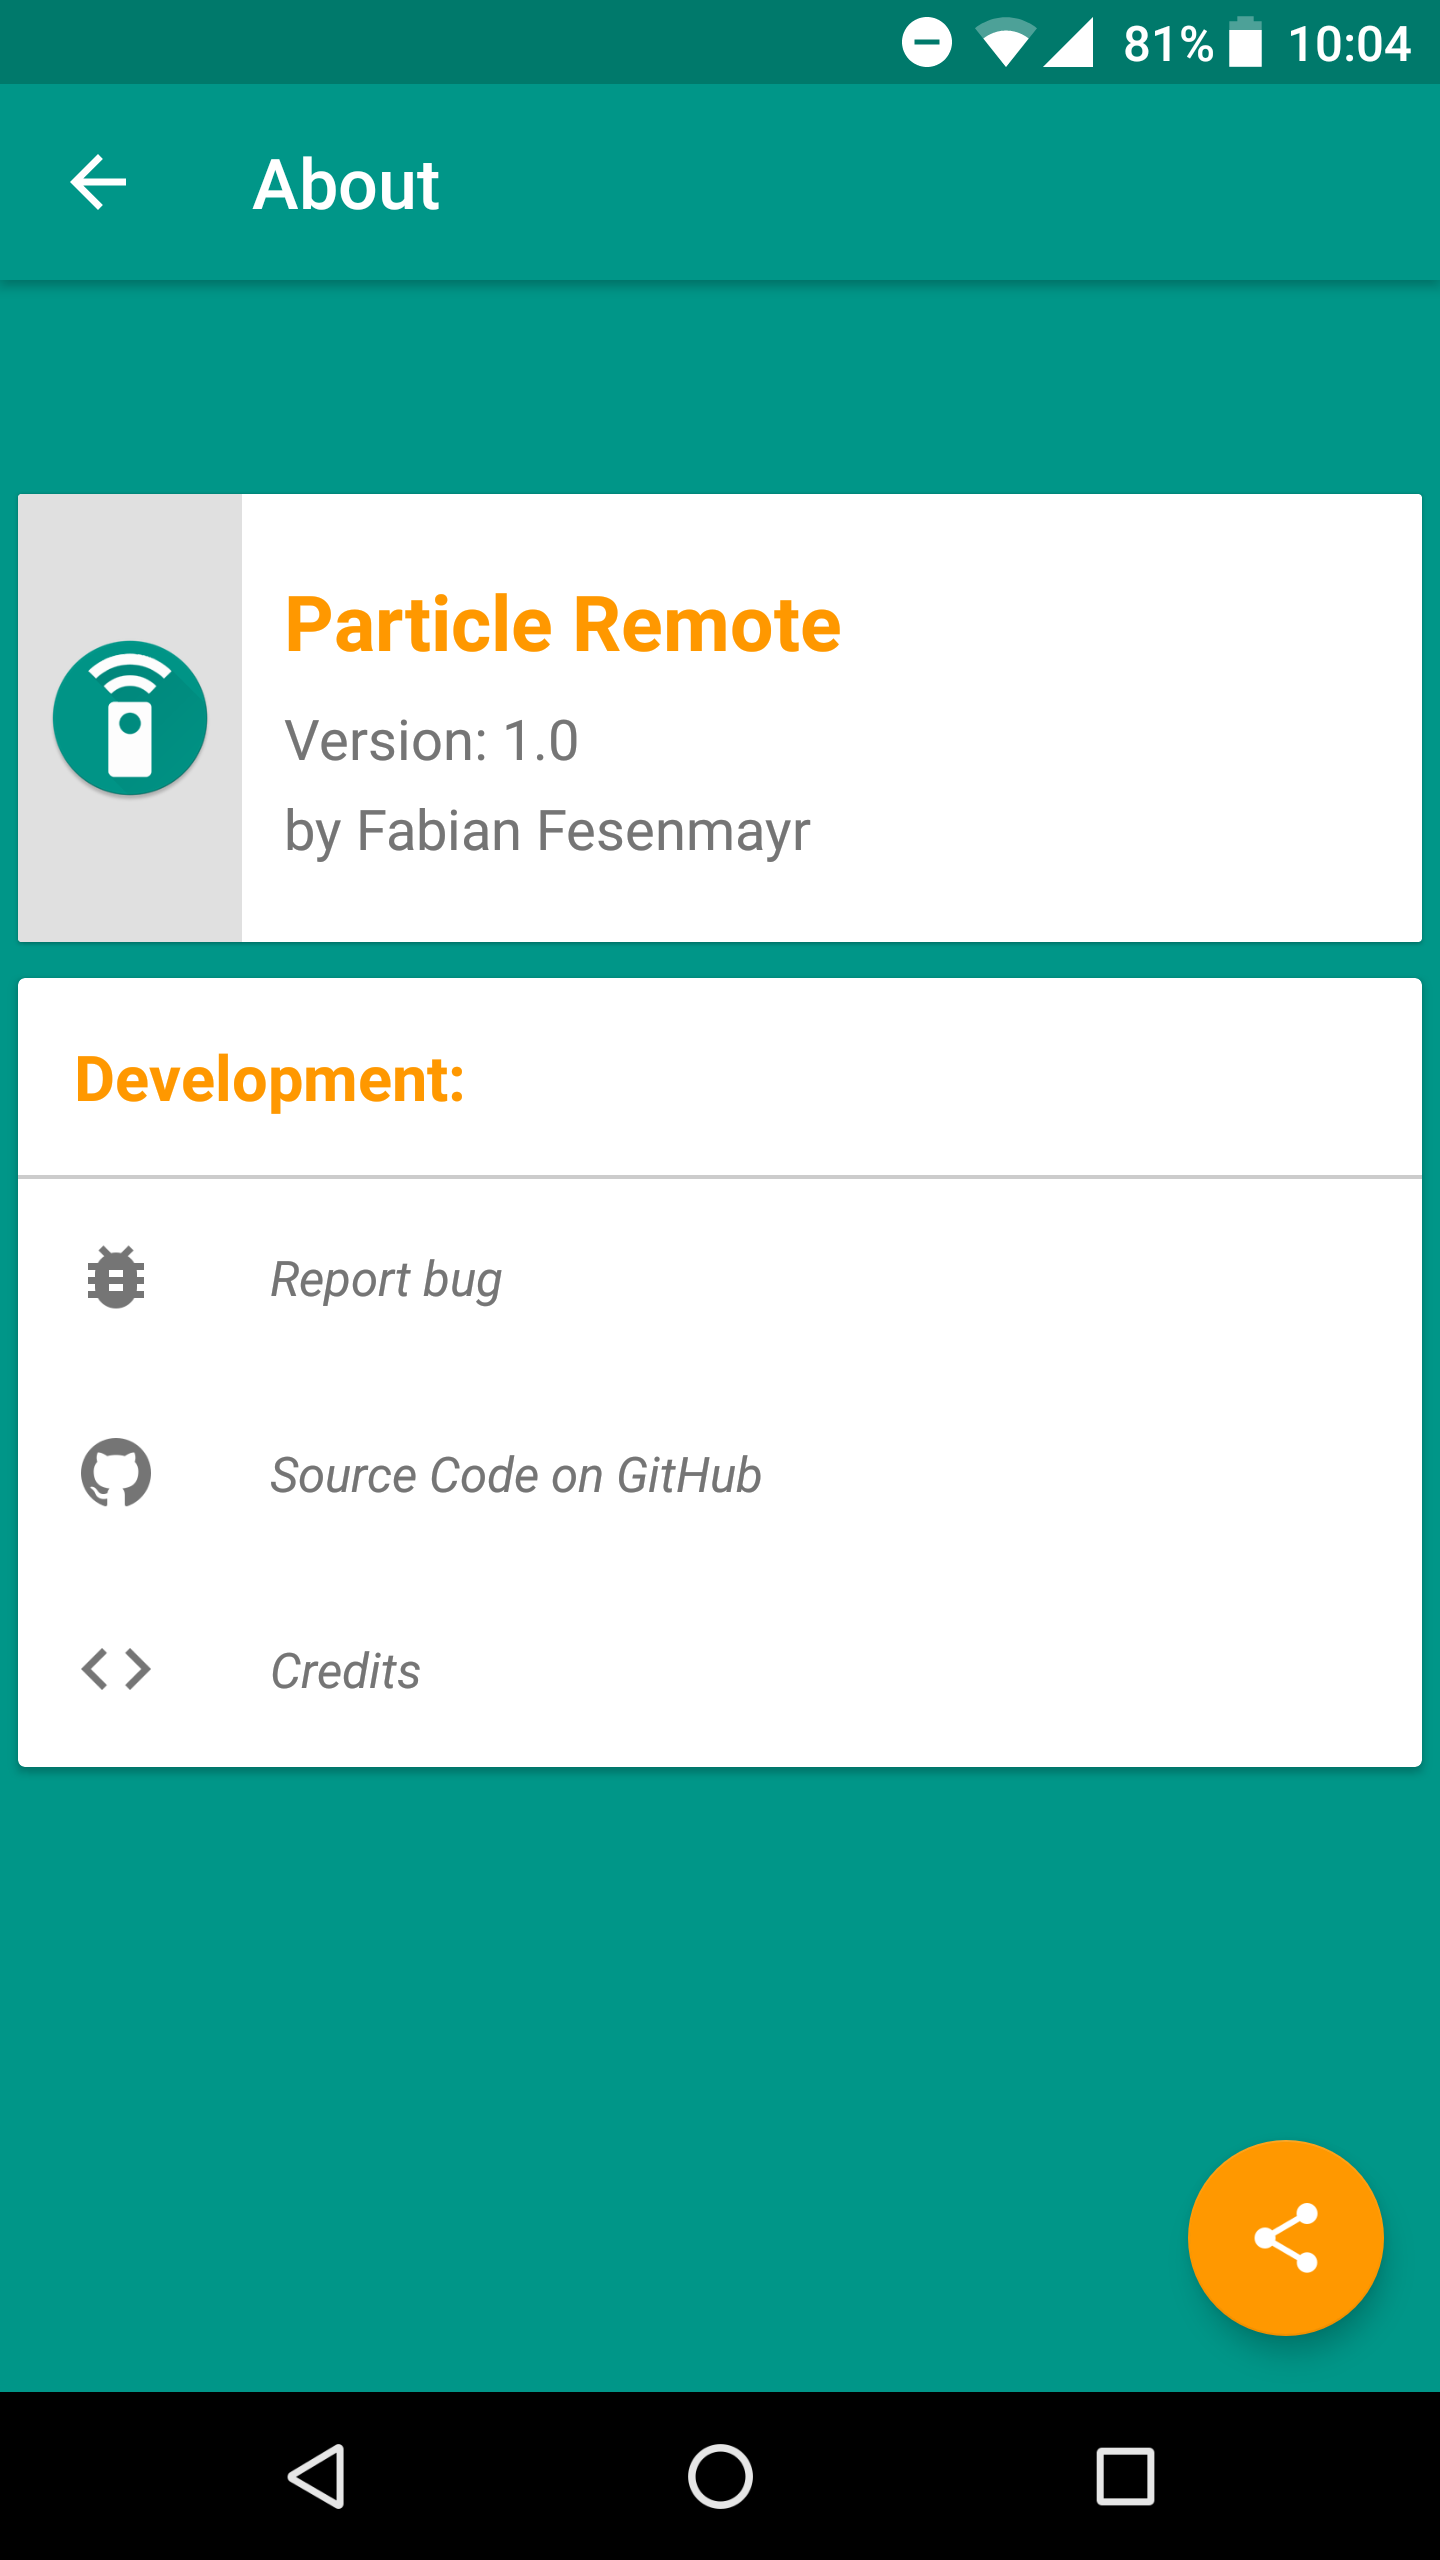 81% 10:04
About
Particle Remote
Version: 1.0
by Fabian Fesenmayr
Development:
Report bug
Source Code on GitHub
Credits